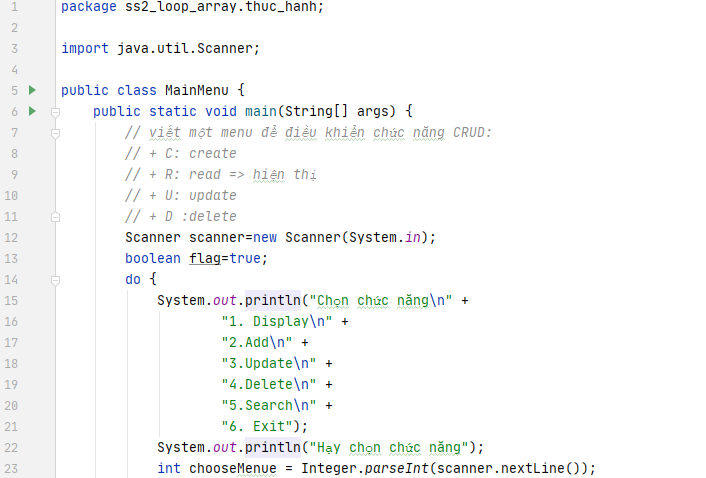 1 package ss2_loop_array.thuc_hanh;
2
3 import java.util.Scanner;
4
5 public class MainMenu {
6 public static void main(String[] args) {
7 // viết một menu để điều khiển chức năng CRUD:
8 // + C: create
9 // + R: read => hiện thị
10 // + U: update
11 // + D :delete
12 Scanner scanner=new Scanner(System.in);
13 boolean flag=true;
14 do {
15 System.out.println("Chọn chức năng\n" +
16 "1. Display\n" +
17 "2.Add\n" +
18 "3.Update\n" +
19 "4.Delete\n" +
20 "5.Search\n" +
21 "6. Exit");
22 System.out.println("Hạy chọn chức năng");
23 int chooseMenue = Integer.parseInt(scanner.nextLine());